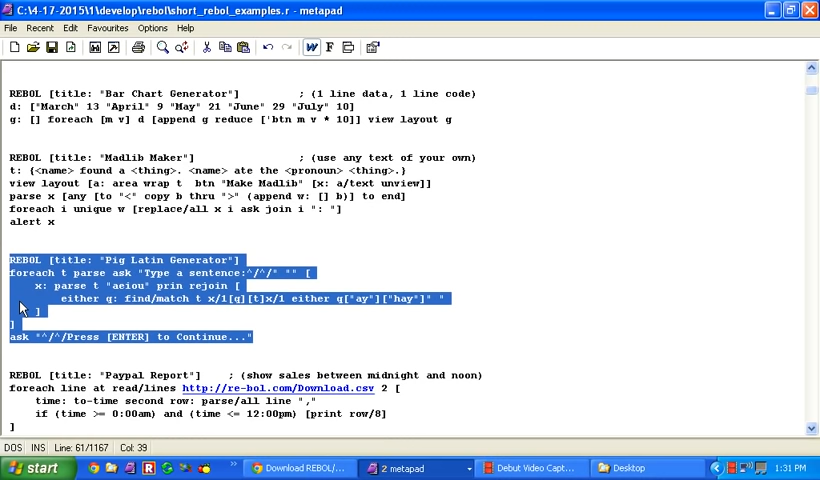 C:\4-17-2015\1\develop\rebol\short_rebol_examples.r - metapad
File Recent Edit Favourites Options Help
REBOL [title: "Bar Chart Generator"] ; (1 line data, 1 line code)
d: ["March" 13 "April" 9 "May" 21 "June" 29 "July" 10]
g: [] foreach [m v] d [append g reduce ['btn m v * 10]] view layout g
REBOL [title: "Madlib Maker"] ; (use any text of your own)
t: {<name> found a <thing>. <name> ate the <pronoun> <thing>.}
view layout [a: area wrap t btn "Make Madlib" [x: a/text unview]]
parse x [any [to "<" copy b thru ">" (append w: [] b)] to end]
foreach i unique w [replace/all x i ask join i ": "]
alert x
REBOL [title: "Pig Latin Generator"]
foreach t parse ask "Type a sentence:^/^/" "" [
x: parse t "aeiou" prin rejoin [
either q: find/match t x/1[q][t]x/1 either q["ay"]["hay"]" "
]
]
ask "^/^/Press [ENTER] to Continue..."
REBOL [title: "Paypal Report"] ; (show sales between midnight and noon)
foreach line at read/lines http://re-bol.com/Download.csv 2 [
time: to-time second row: parse/all line ","
if (time >= 0:00am) and (time <= 12:00pm) [print row/8]
]
DOS INS Line: 61/1167 Col: 39
start Download REBOL/... 2 metapad Debut Video Capt... Desktop 1:31 PM